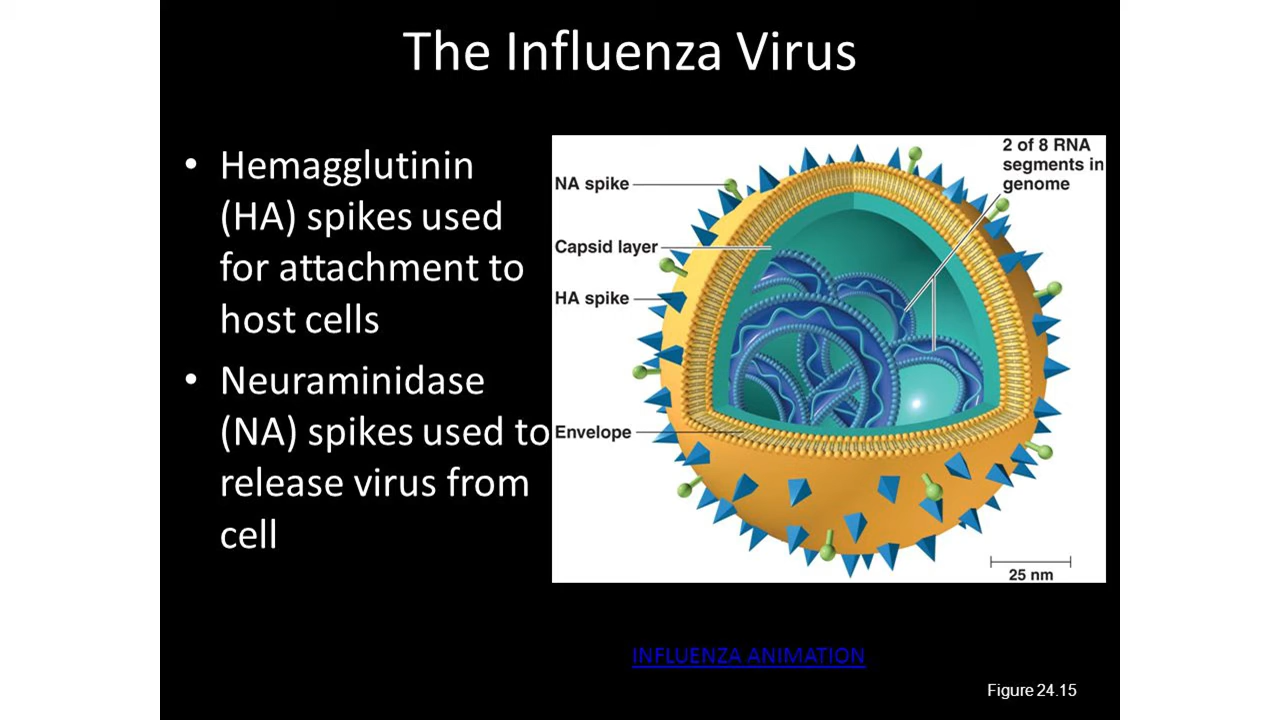 The Influenza Virus
• Hemagglutinin
(HA) spikes used
for attachment to
host cells
• Neuraminidase
(NA) spikes used to
release virus from
cell
2 of 8 RNA
segments in
genome
NA spike
Capsid layer
HA spike
Envelope
25 nm
INFLUENZA ANIMATION
Figure 24.15